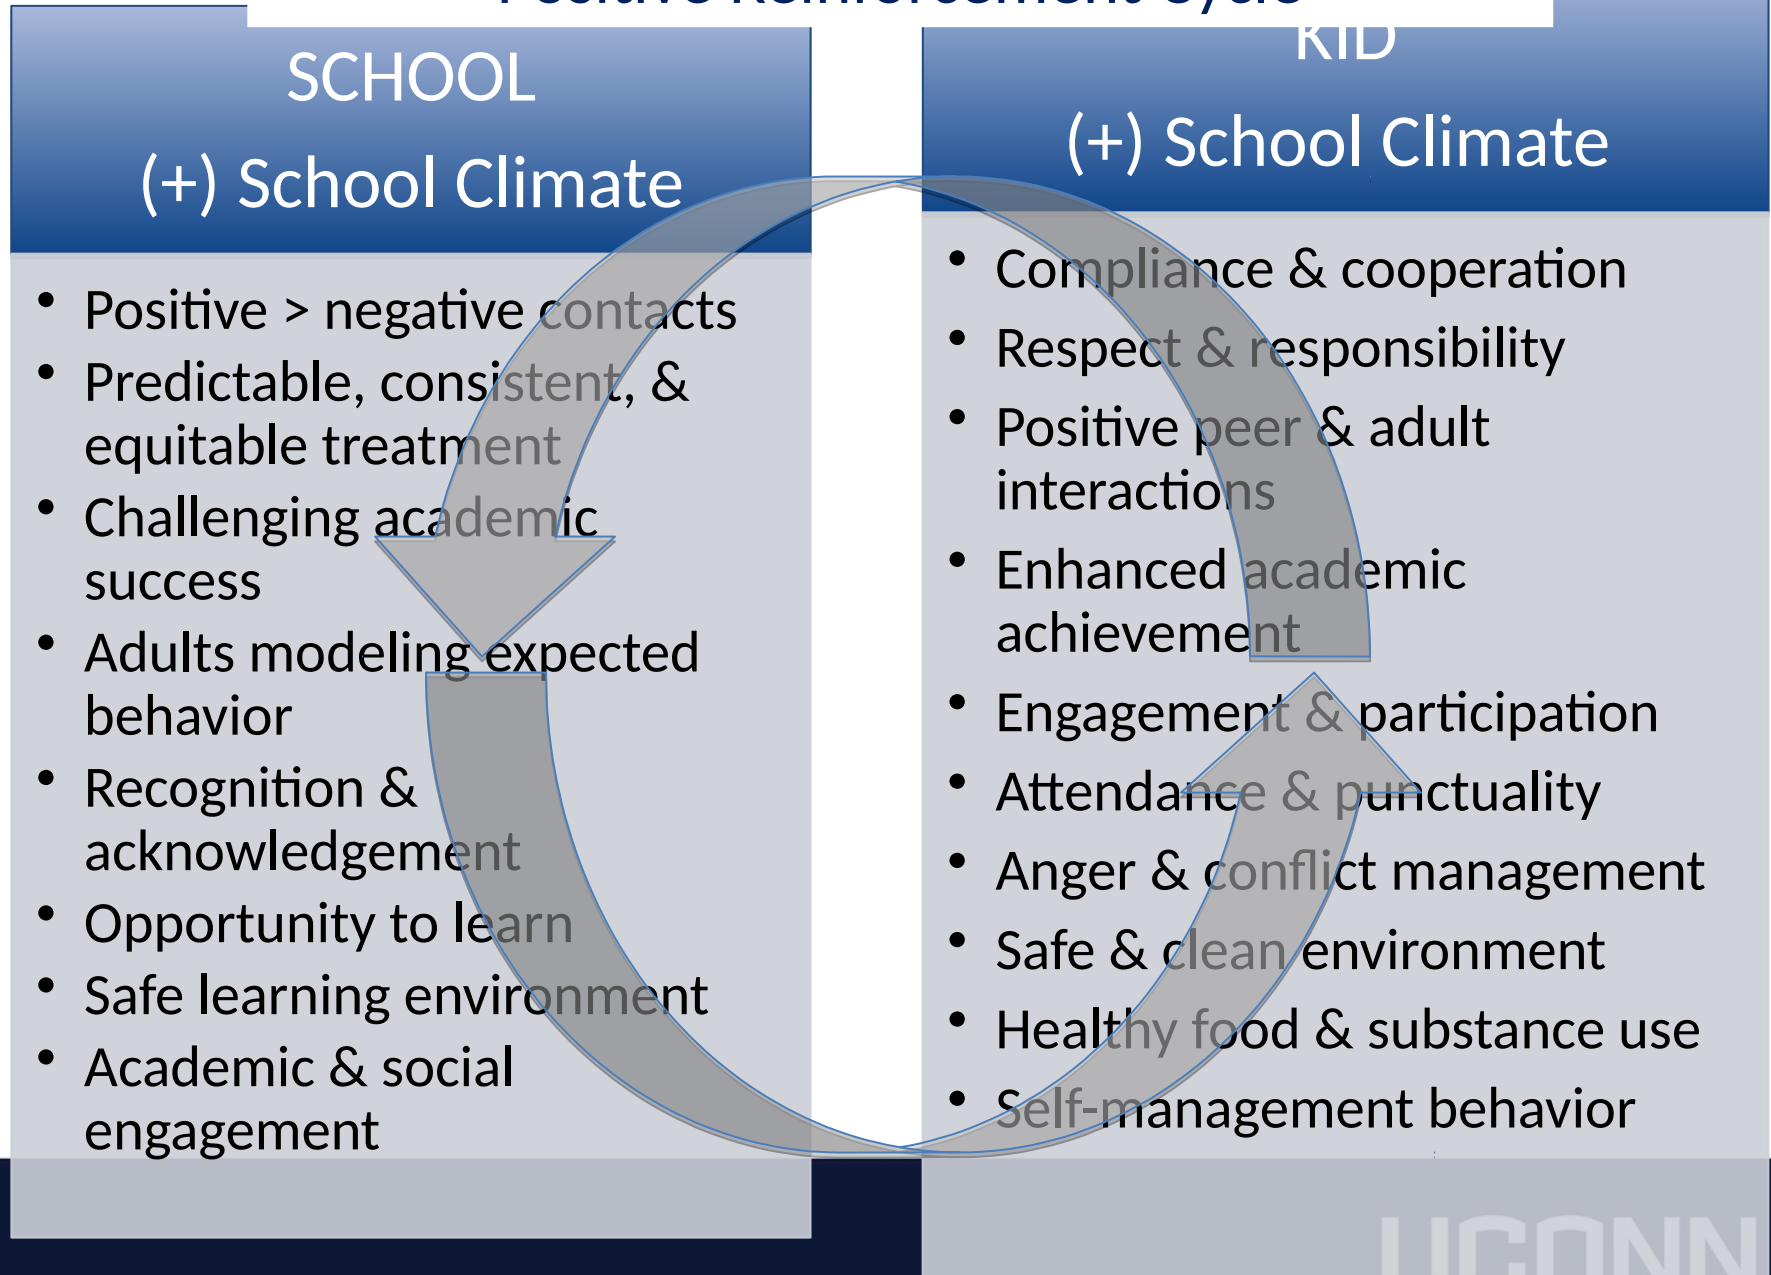 Positive Reinforcement Cycle
SCHOOL
(+) School Climate
• Positive > negative contacts
• Predictable, consistent, &
equitable treatment
• Challenging academic
success
• Adults modeling expected
behavior
• Recognition &
acknowledgement
• Opportunity to learn
• Safe learning environment
• Academic & social
engagement
KID
(+) School Climate
• Compliance & cooperation
• Respect & responsibility
• Positive peer & adult
interactions
• Enhanced academic
achievement
• Engagement & participation
• Attendance & punctuality
• Anger & conflict management
• Safe & clean environment
• Healthy food & substance use
• Self-management behavior
UCONN